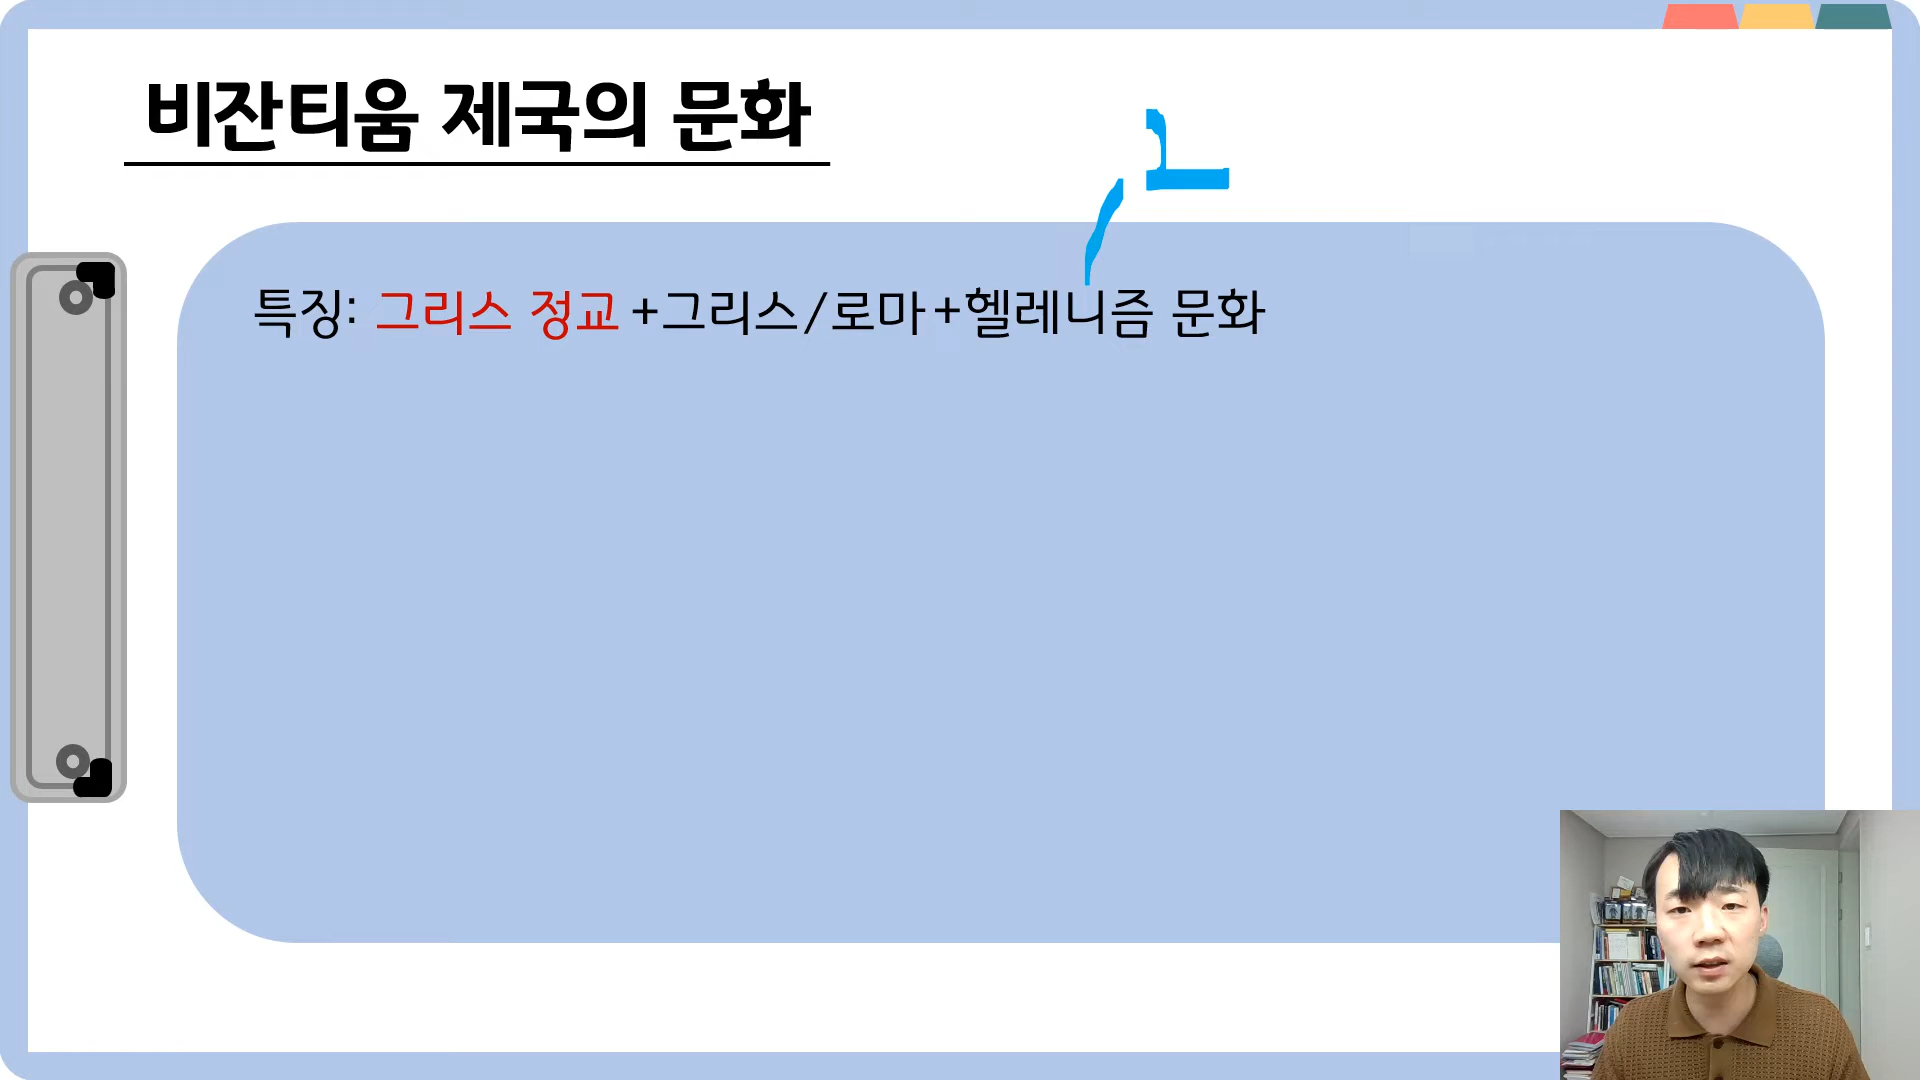 비잔티움 제국의 문화
그
특징: 그리스 정교+그리스/로마+헬레니즘 문화